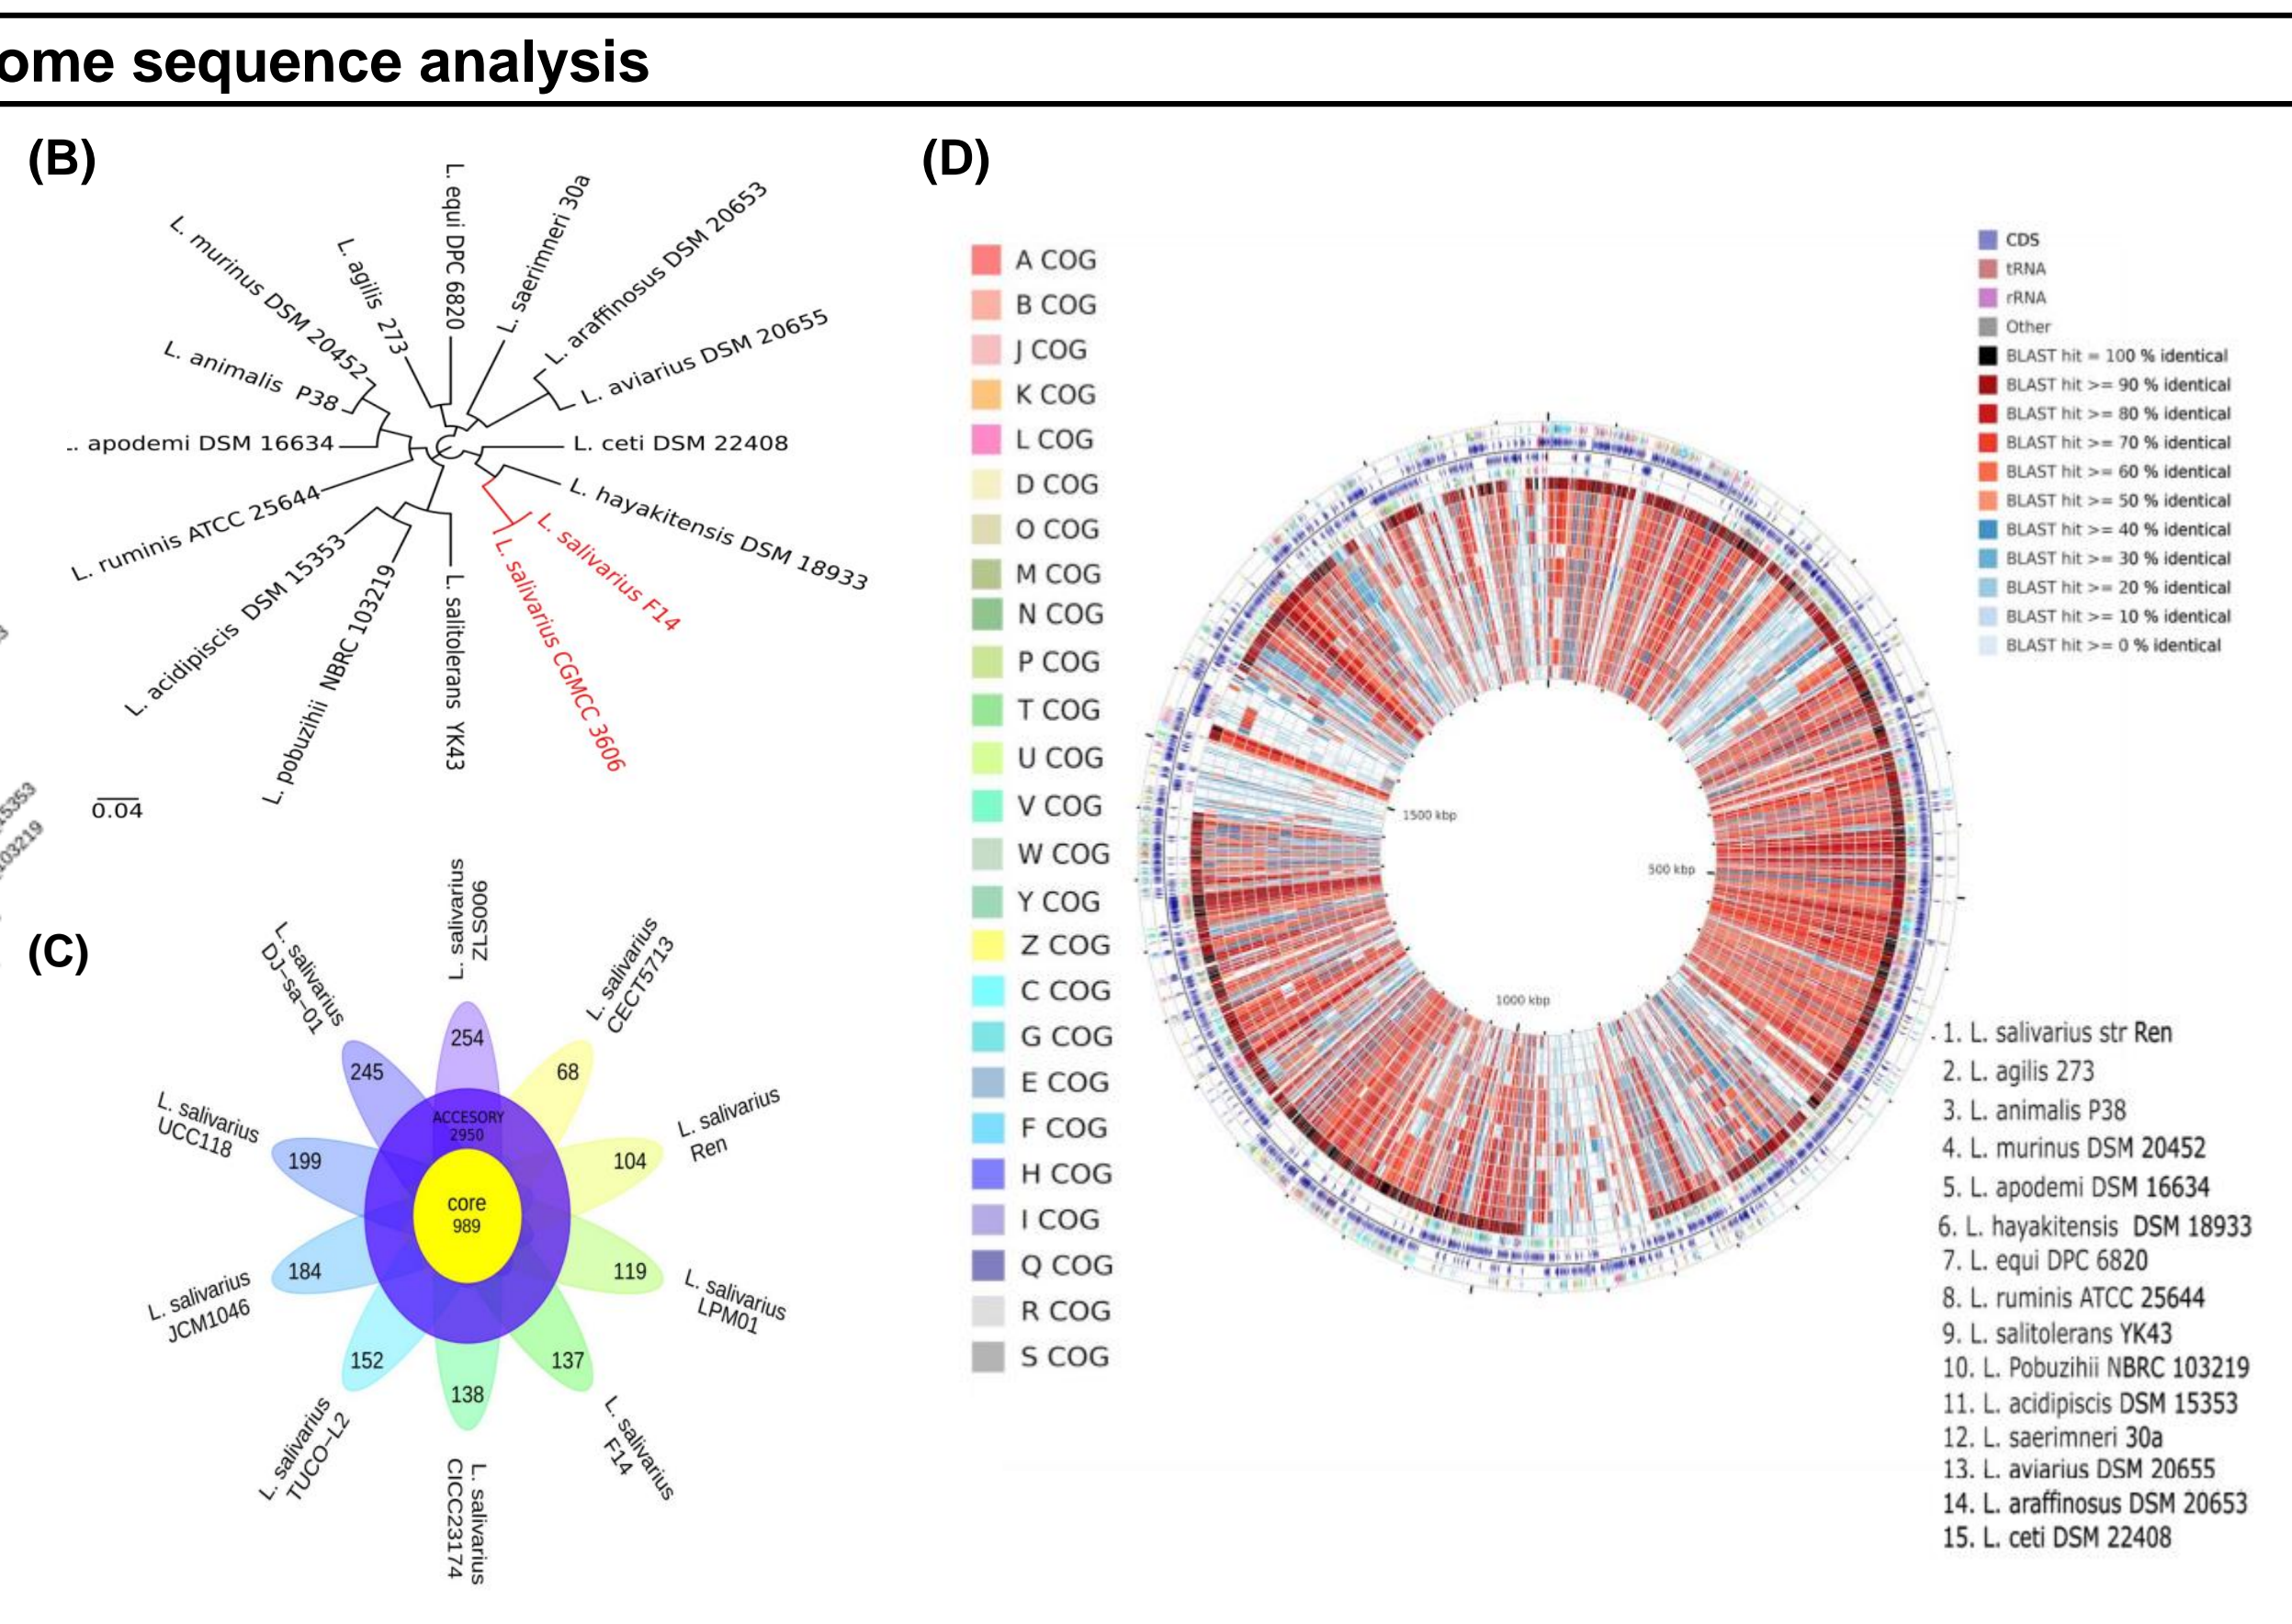 ome sequence analysis
(B)
L. equi DPC 6820
L. saerimneri 30a
L. araffinosus DSM 20653
L. aviarius DSM 20655
L. agilis 273
L. murinus DSM 20452
L. animalis P38
. apodemi DSM 16634
L. ceti DSM 22408
L. hayakitensis DSM 18933
L. ruminis ATCC 25644
L. salivarius F14
L. salivarius CGMCC 3606
L. acidipiscis DSM 15353
L. pobuzihii NBRC 103219
L. salitolerans YK43
0.04
15353
103219
(C)
L. salivarius
ZLS006
L. salivarius
CECT5713
L. salivarius
Ren
L. salivarius
LPM01
L. salivarius
F14
L. salivarius
CICC23174
L. salivarius
TUCO-L2
L. salivarius
JCM1046
L. salivarius
UCC118
L. salivarius
DJ-sa-01
254
68
104
119
137
138
152
184
199
245
ACCESORY
2950
core
989
(D)
A COG
B COG
J COG
K COG
L COG
D COG
O COG
M COG
N COG
P COG
T COG
U COG
V COG
W COG
Y COG
Z COG
C COG
G COG
E COG
F COG
H COG
I COG
Q COG
R COG
S COG
500 kbp
1000 kbp
1500 kbp
CDS
tRNA
rRNA
Other
BLAST hit = 100 % identical
BLAST hit >= 90 % identical
BLAST hit >= 80 % identical
BLAST hit >= 70 % identical
BLAST hit >= 60 % identical
BLAST hit >= 50 % identical
BLAST hit >= 40 % identical
BLAST hit >= 30 % identical
BLAST hit >= 20 % identical
BLAST hit >= 10 % identical
BLAST hit >= 0 % identical
1. L. salivarius str Ren
2. L. agilis 273
3. L. animalis P38
4. L. murinus DSM 20452
5. L. apodemi DSM 16634
6. L. hayakitensis DSM 18933
7. L. equi DPC 6820
8. L. ruminis ATCC 25644
9. L. salitolerans YK43
10. L. Pobuzihii NBRC 103219
11. L. acidipiscis DSM 15353
12. L. saerimneri 30a
13. L. aviarius DSM 20655
14. L. araffinosus DSM 20653
15. L. ceti DSM 22408